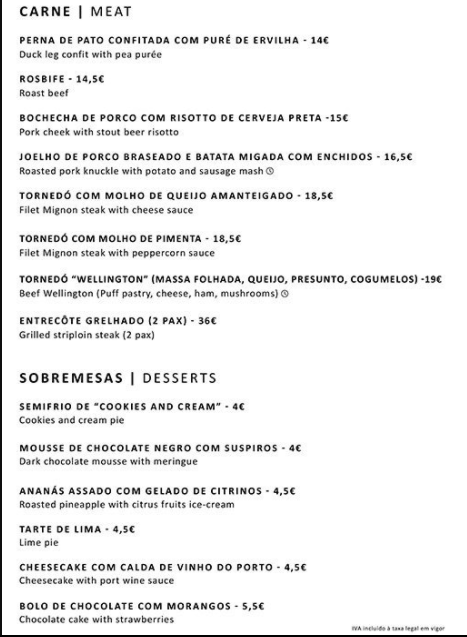 CARNE | MEAT
PERNA DE PATO CONFITADA COM PURÉ DE ERVILHA - 14€
Duck leg confit with pea purée
ROSBIFE - 14,5€
Roast beef
BOCHECHA DE PORCO COM RISOTTO DE CERVEJA PRETA -15€
Pork cheek with stout beer risotto
JOELHO DE PORCO BRASEADO E BATATA MIGADA COM ENCHIDOS - 16,5€
Roasted pork knuckle with potato and sausage mash
TORNEDÓ COM MOLHO DE QUEIJO AMANTEIGADO - 18,5€
Filet Mignon steak with cheese sauce
TORNEDÓ COM MOLHO DE PIMENTA - 18,5€
Filet Mignon steak with peppercorn sauce
TORNEDÓ “WELLINGTON” (MASSA FOLHADA, QUEIJO, PRESUNTO, COGUMELOS) -19€
Beef Wellington (Puff pastry, cheese, ham, mushrooms)
ENTRECÔTE GRELHADO (2 PAX) - 36€
Grilled striploin steak (2 pax)
SOBREMESAS | DESSERTS
SEMIFRIO DE “COOKIES AND CREAM” - 4€
Cookies and cream pie
MOUSSE DE CHOCOLATE NEGRO COM SUSPIROS - 4€
Dark chocolate mousse with meringue
ANANÁS ASSADO COM GELADO DE CITRINOS - 4,5€
Roasted pineapple with citrus fruits ice-cream
TARTE DE LIMA - 4,5€
Lime pie
CHEESECAKE COM CALDA DE VINHO DO PORTO - 4,5€
Cheesecake with port wine sauce
BOLO DE CHOCOLATE COM MORANGOS - 5,5€
Chocolate cake with strawberries
IVA incluído à taxa legal em vigor